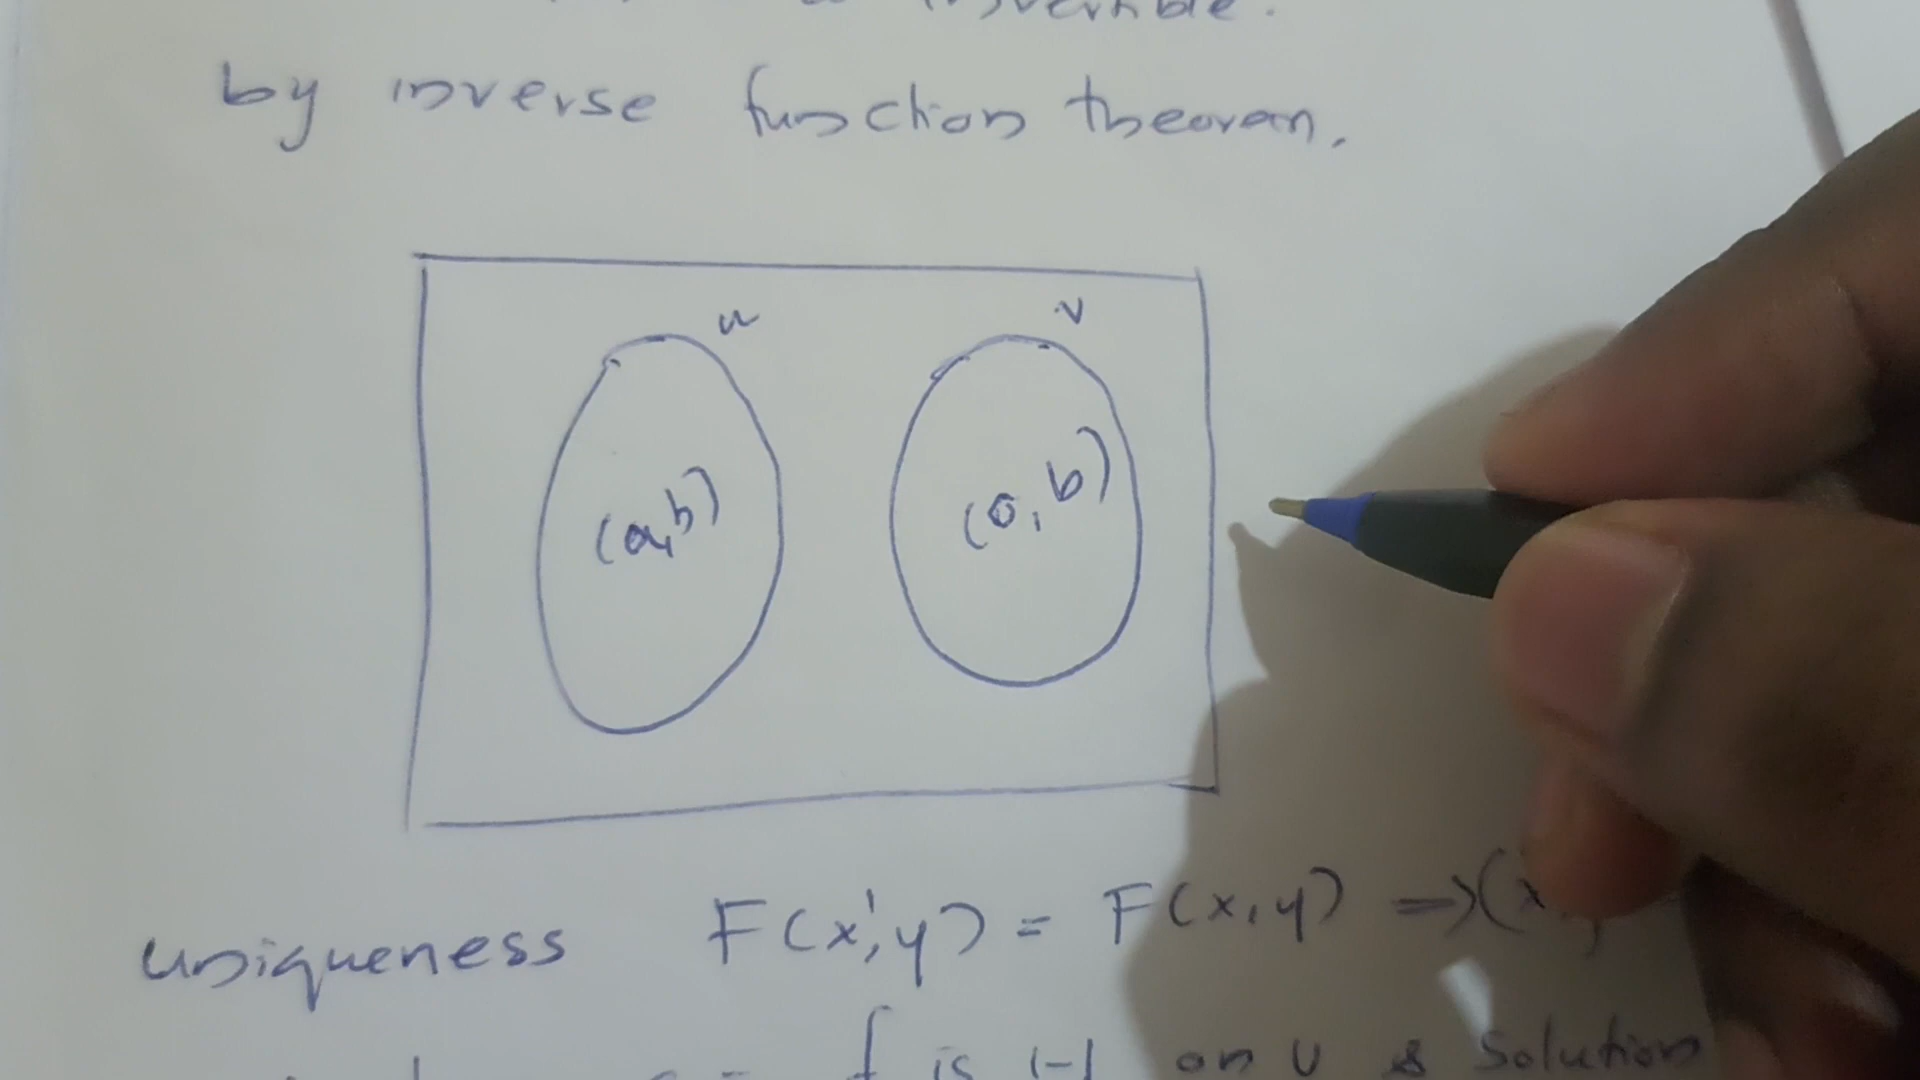 by inverse function theorem.
u v
(a,b) (0,b)
uniqueness F(x',y) = F(x,y) ⇒ (x
f is 1-1 on U & solution